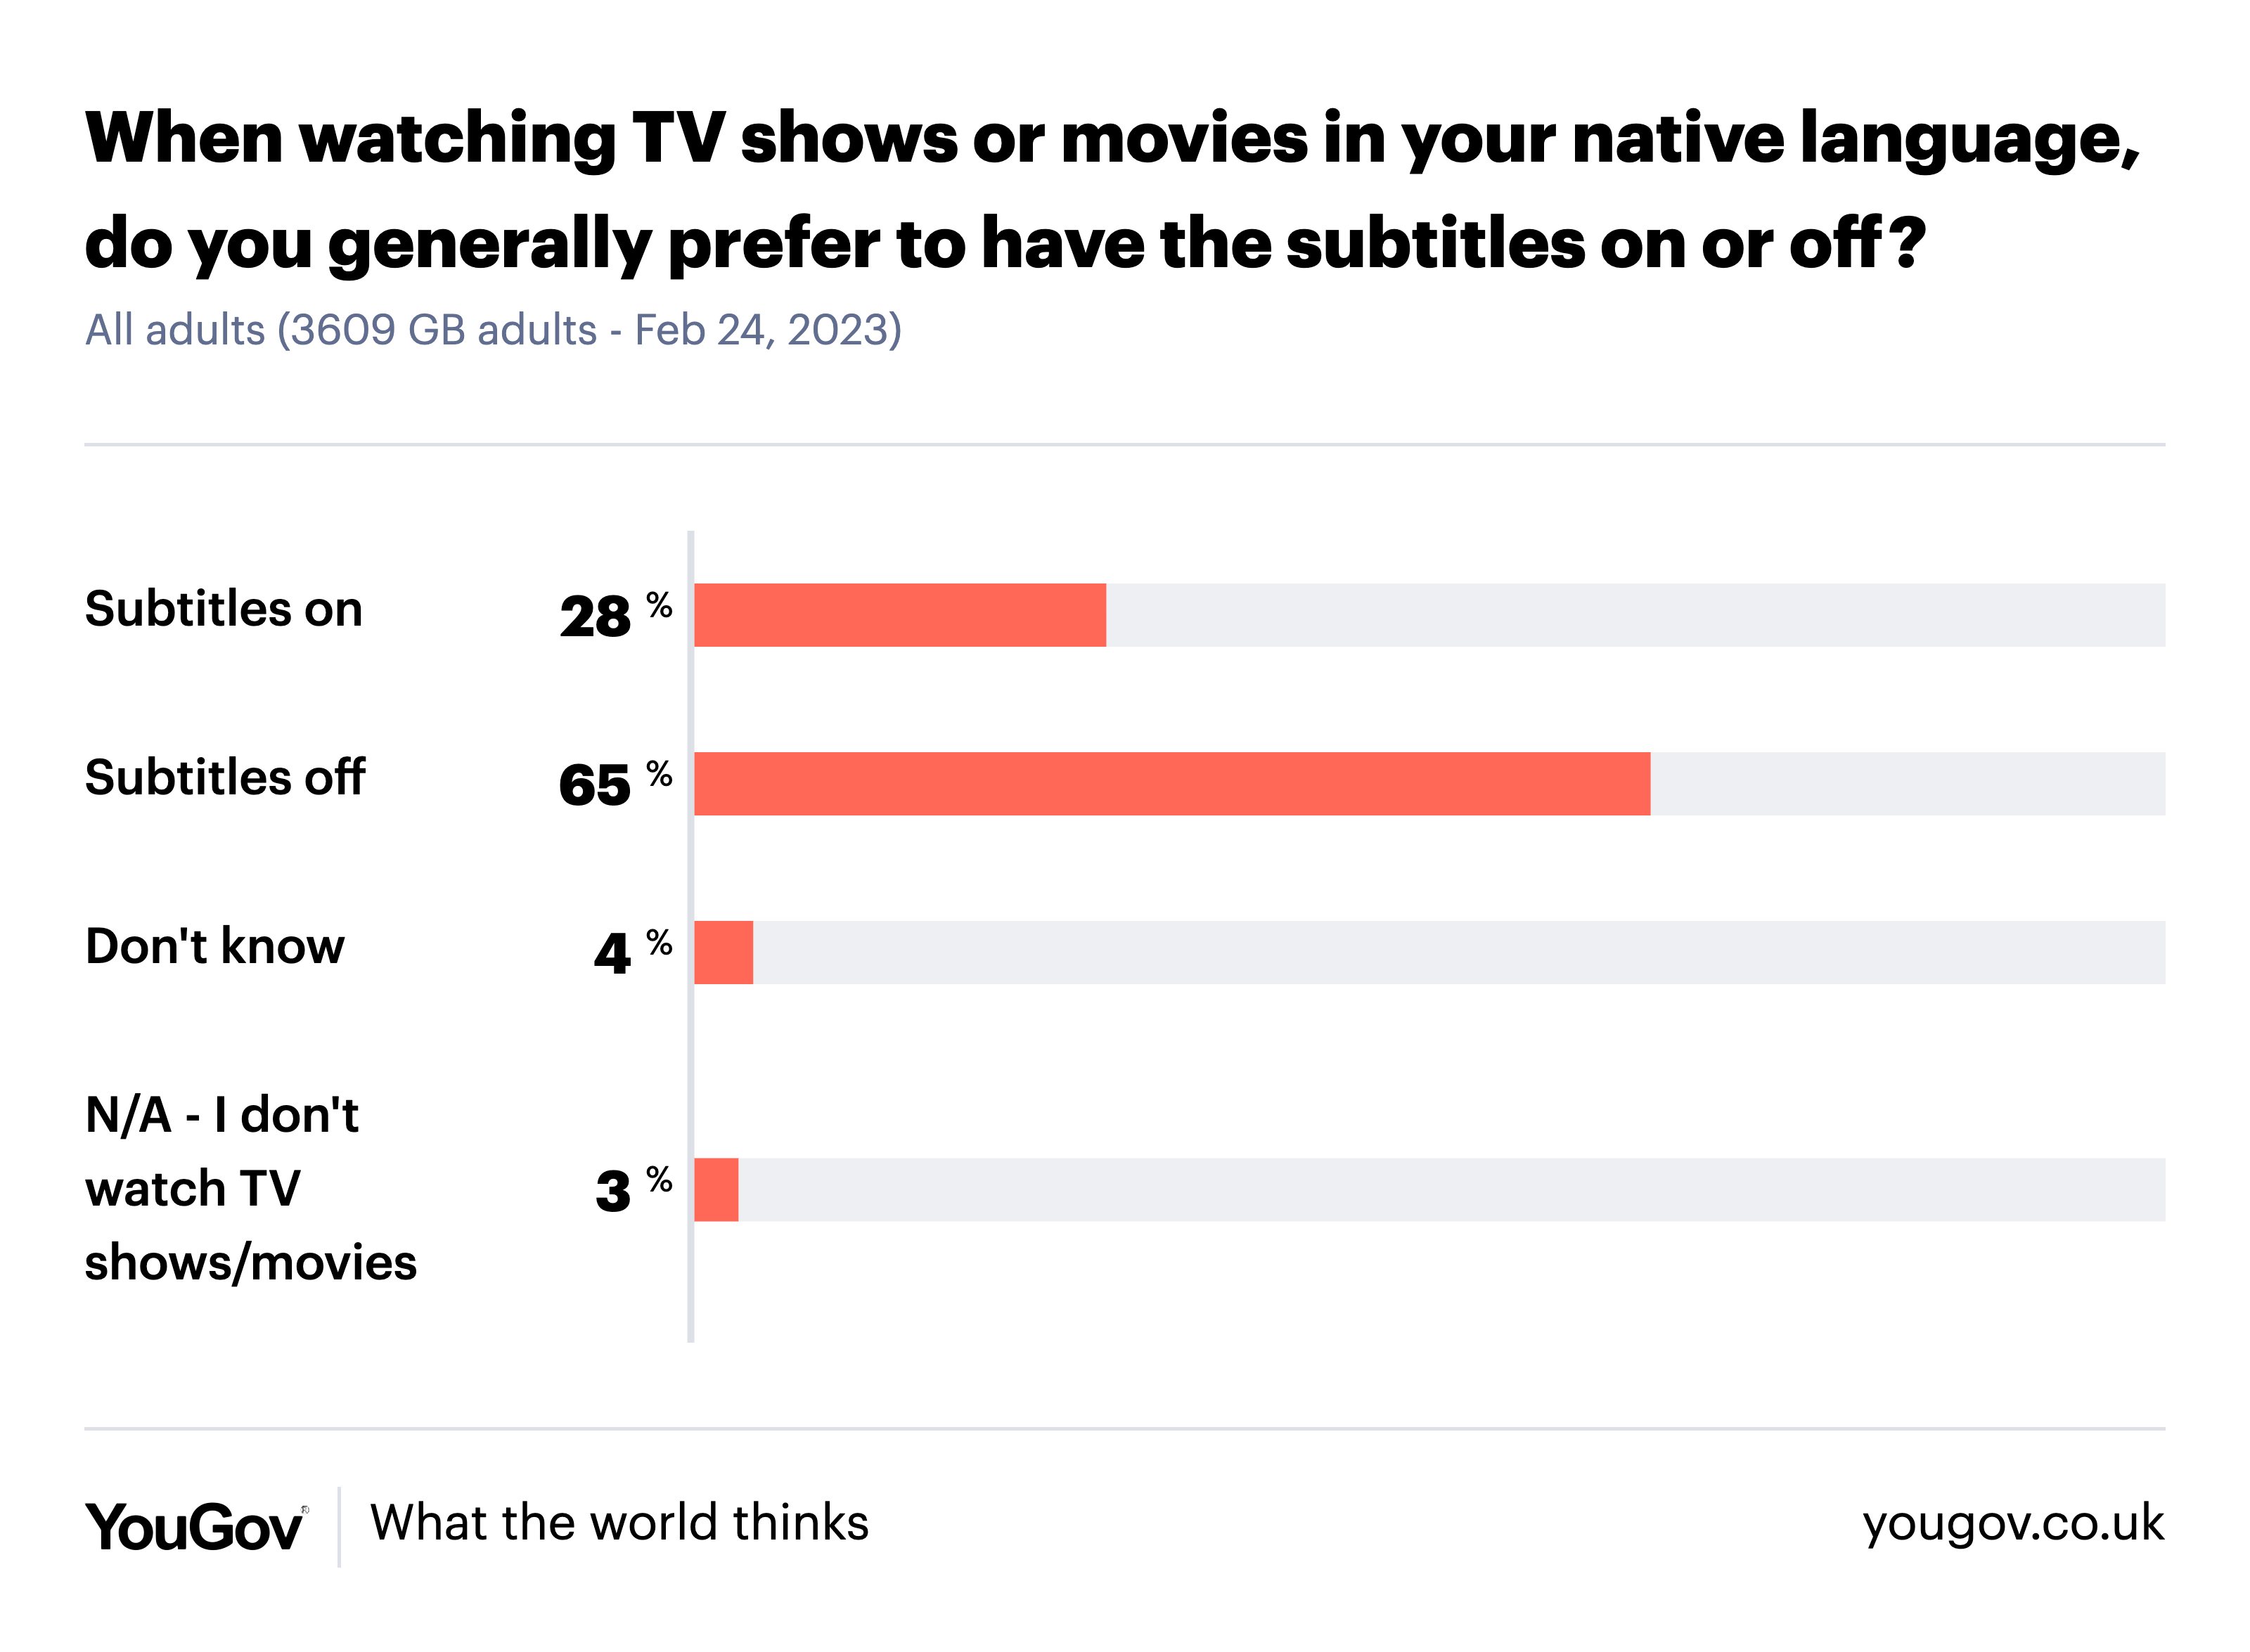 When watching TV shows or movies in your native language,
do you generally prefer to have the subtitles on or off?
All adults (3609 GB adults - Feb 24, 2023)
Subtitles on 28 %
Subtitles off 65 %
Don't know 4 %
N/A - I don't
watch TV 3 %
shows/movies
YouGov® What the world thinks yougov.co.uk